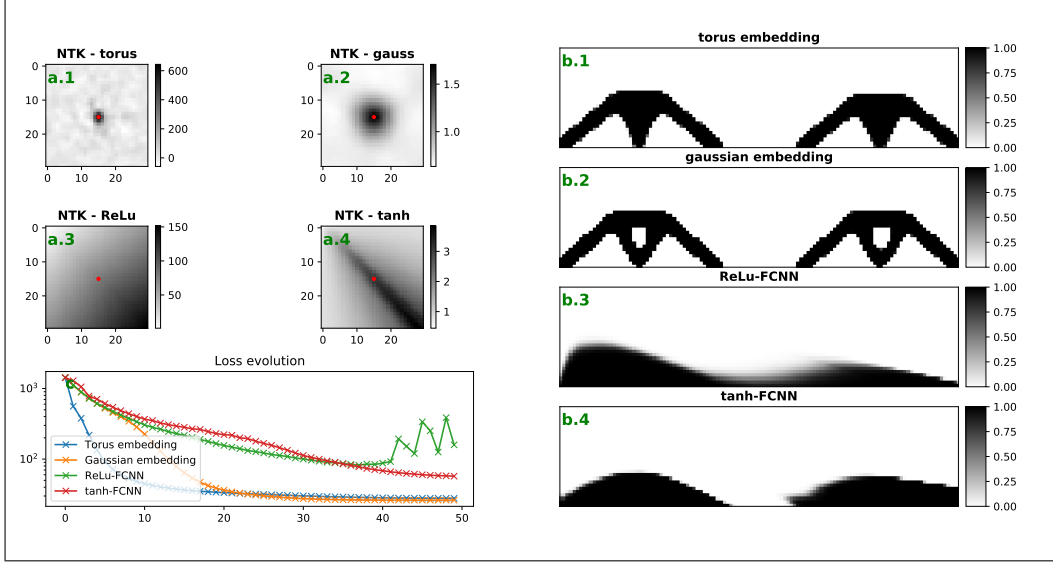 NTK - torus
a.1
0
10
20
0 10 20
600
400
200
0
NTK - gauss
a.2
0
10
20
0 10 20
1.5
1.0
NTK - ReLu
a.3
0
10
20
0 10 20
150
100
50
NTK - tanh
a.4
0
10
20
0 10 20
3
2
1
Loss evolution
c
10³
10²
Torus embedding
Gaussian embedding
ReLu-FCNN
tanh-FCNN
0 10 20 30 40 50
torus embedding
b.1
1.00
0.75
0.50
0.25
0.00
gaussian embedding
b.2
1.00
0.75
0.50
0.25
0.00
ReLu-FCNN
b.3
1.00
0.75
0.50
0.25
0.00
tanh-FCNN
b.4
1.00
0.75
0.50
0.25
0.00